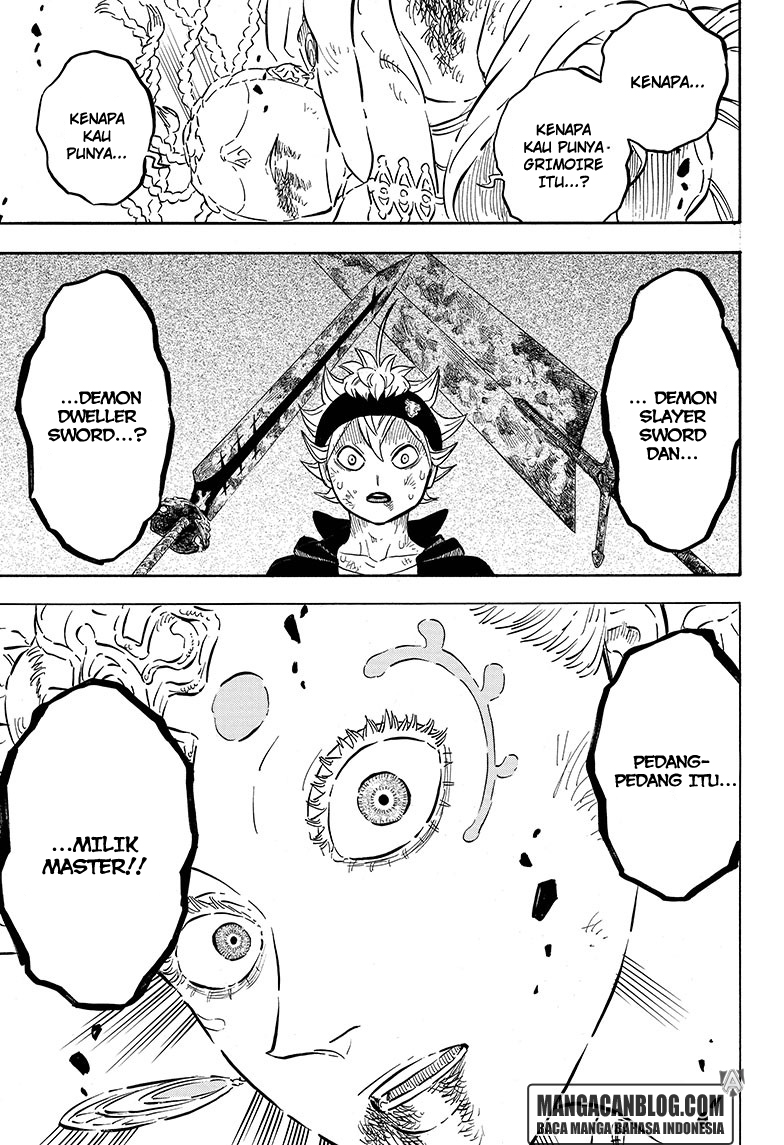 KENAPA...
KENAPA
KAU PUNYA
GRIMOIRE
ITU...?
KENAPA
KAU
PUNYA...
... DEMON
SLAYER
SWORD
DAN...
...DEMON
DWELLER
SWORD...?
PEDANG-
PEDANG ITU...
...MILIK
MASTER!!
MANGACANBLOG.COM
BACA MANGA BAHASA INDONESIA